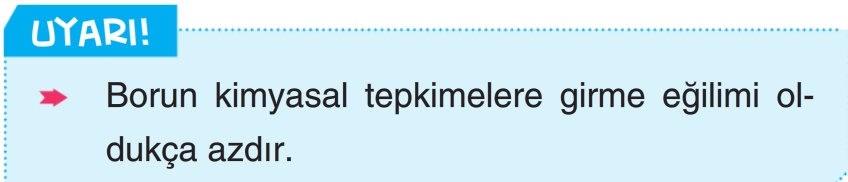 UYARI!
Borun kimyasal tepkimelere girme eğilimi ol-
dukça azdır.